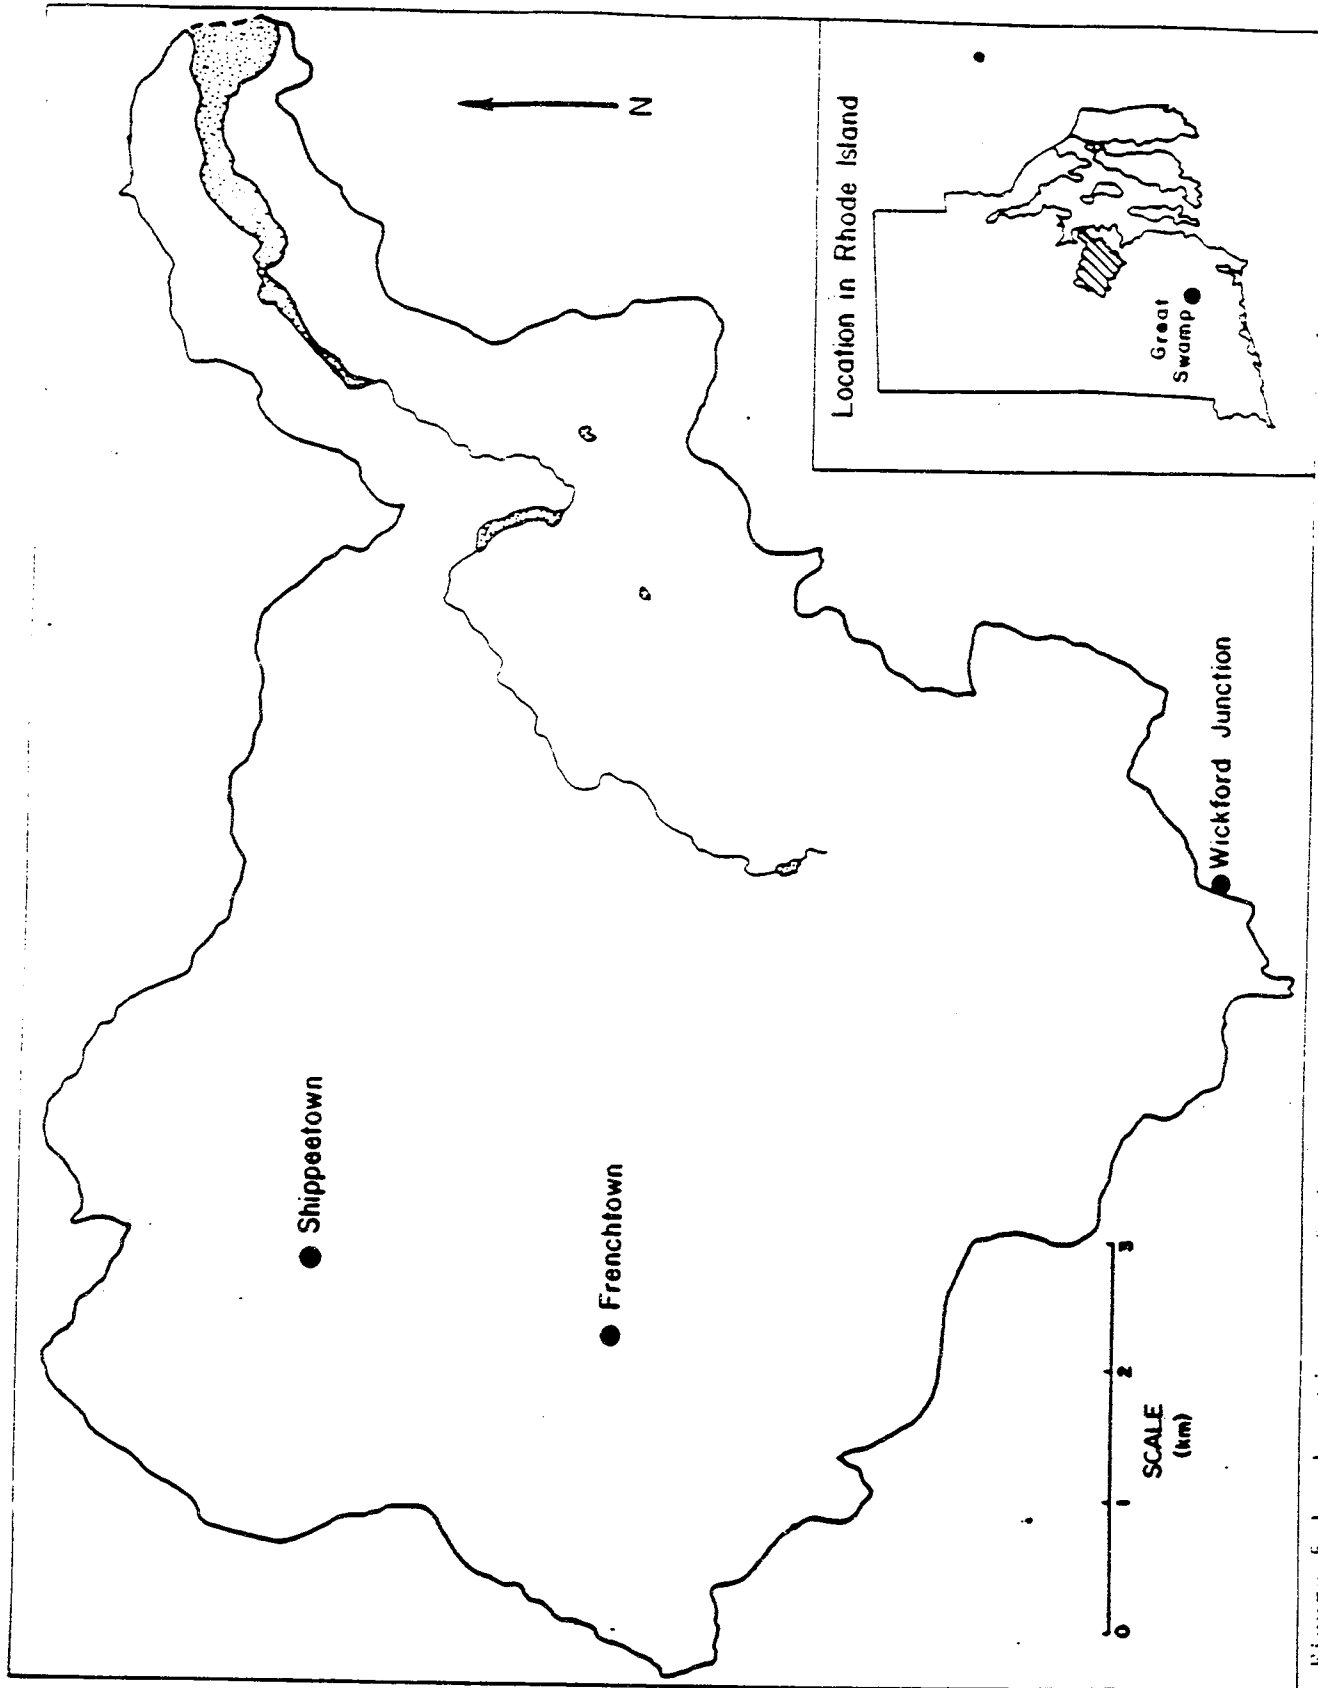 N
Location in Rhode Island
Great
Swamp
Shippeetown
Frenchtown
Wickford Junction
0 1 2 3
SCALE
(km)